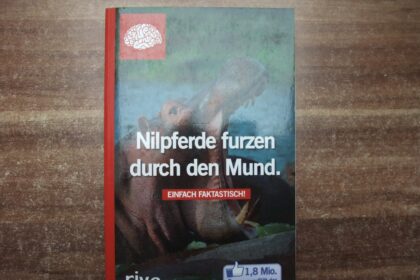 Nilpferde furzen
durch den Mund.
EINFACH FAKTASTISCH!
riva
1,8 Mio.